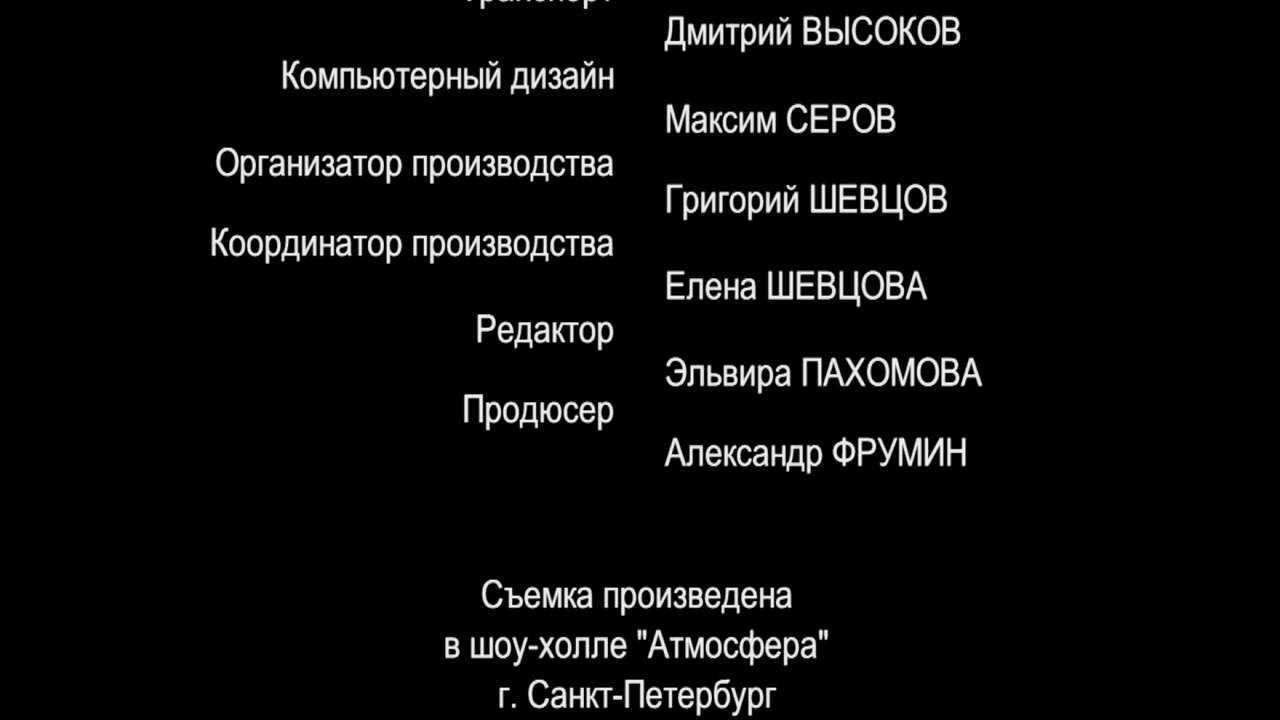 Дмитрий ВЫСОКОВ
Компьютерный дизайн
Максим СЕРОВ
Организатор производства
Григорий ШЕВЦОВ
Координатор производства
Елена ШЕВЦОВА
Редактор
Эльвира ПАХОМОВА
Продюсер
Александр ФРУМИН
Съемка произведена
в шоу-холле "Атмосфера"
г. Санкт-Петербург